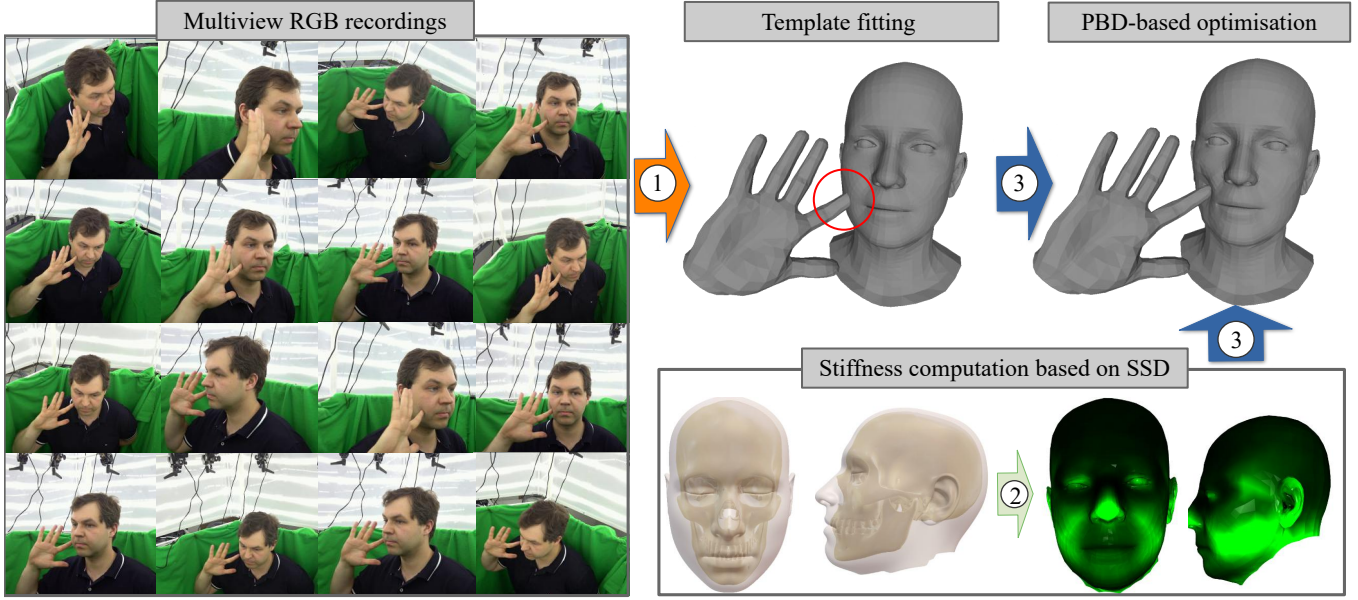 Multiview RGB recordings
Template fitting
PBD-based optimisation
1
3
3
Stiffness computation based on SSD
2